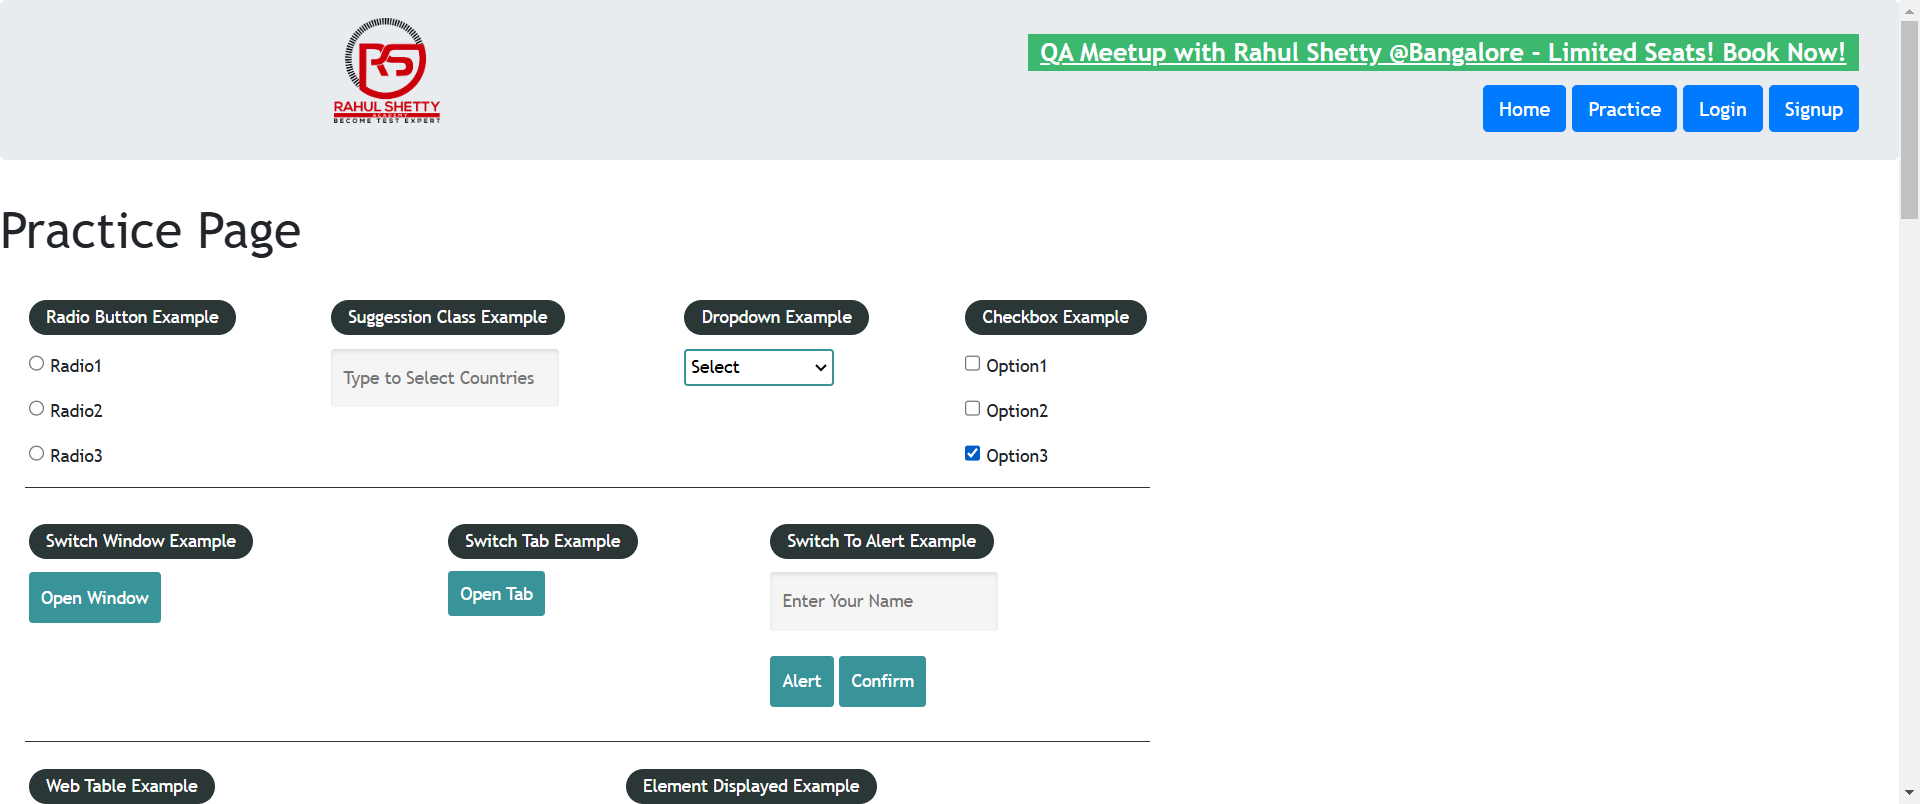 RS
RAHUL SHETTY
ACADEMY
BECOME TEST EXPERT
QA Meetup with Rahul Shetty @Bangalore - Limited Seats! Book Now!
Home Practice Login Signup
Practice Page
Radio Button Example Suggession Class Example Dropdown Example Checkbox Example
Radio1 Type to Select Countries Select Option1
Radio2 Option2
Radio3 Option3
Switch Window Example Switch Tab Example Switch To Alert Example
Open Window Open Tab Enter Your Name
Alert Confirm
Web Table Example Element Displayed Example